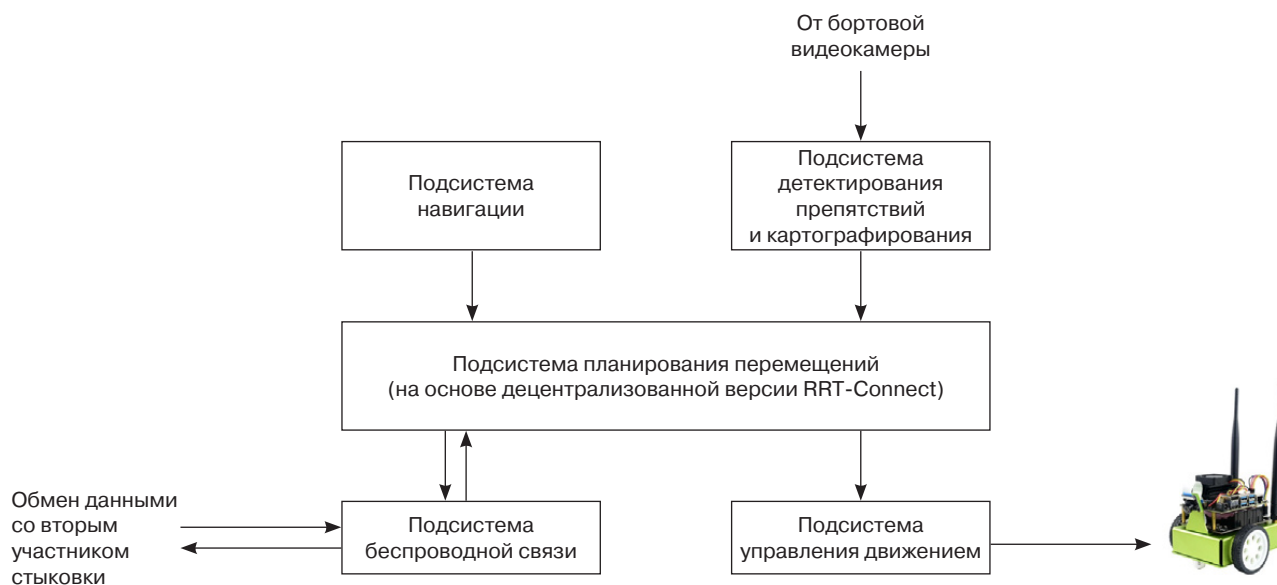 От бортовой
видеокамеры
Подсистема
навигации
Подсистема
детектирования
препятствий
и картографирования
Подсистема планирования перемещений
(на основе децентрализованной версии RRT-Connect)
Обмен данными
со вторым
участником
стыковки
Подсистема
беспроводной связи
Подсистема
управления движением